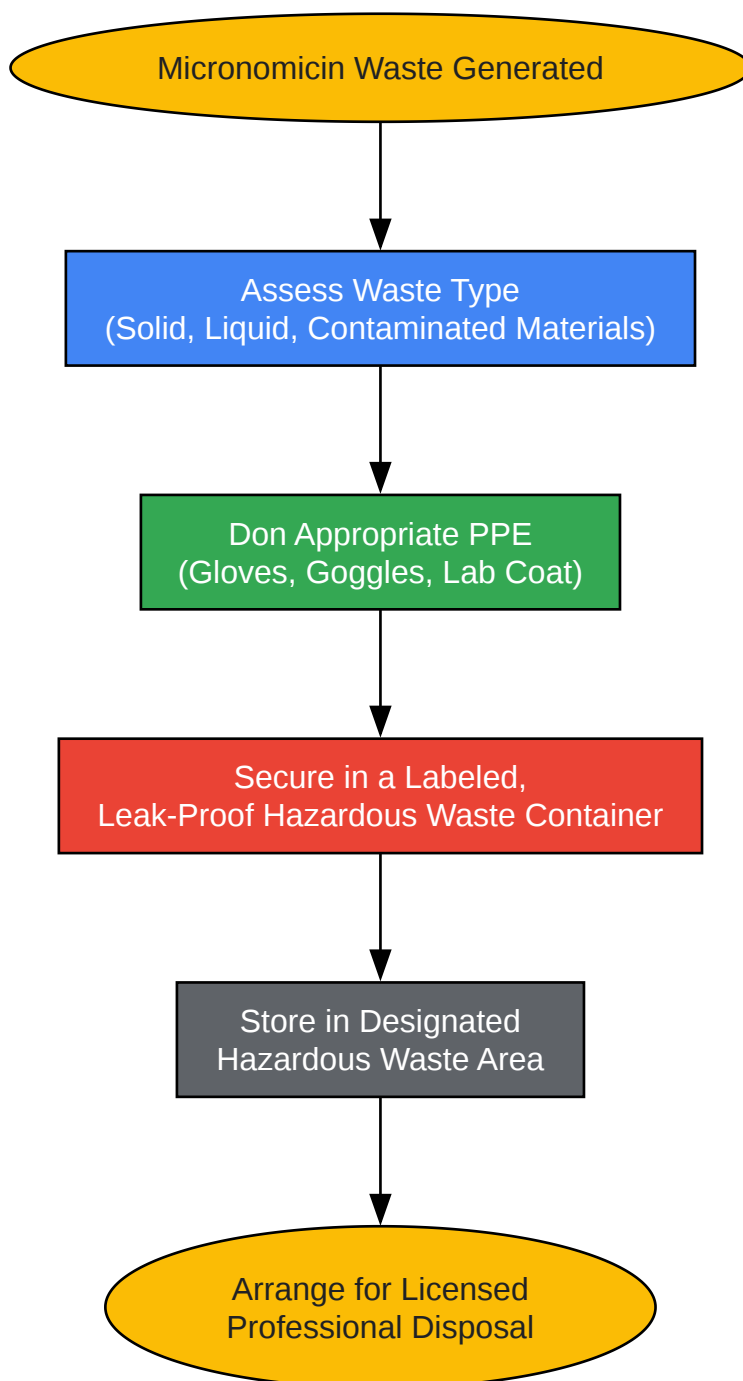 Micronomicin Waste Generated
Assess Waste Type
(Solid, Liquid, Contaminated Materials)
Don Appropriate PPE
(Gloves, Goggles, Lab Coat)
Secure in a Labeled,
Leak-Proof Hazardous Waste Container
Store in Designated
Hazardous Waste Area
Arrange for Licensed
Professional Disposal